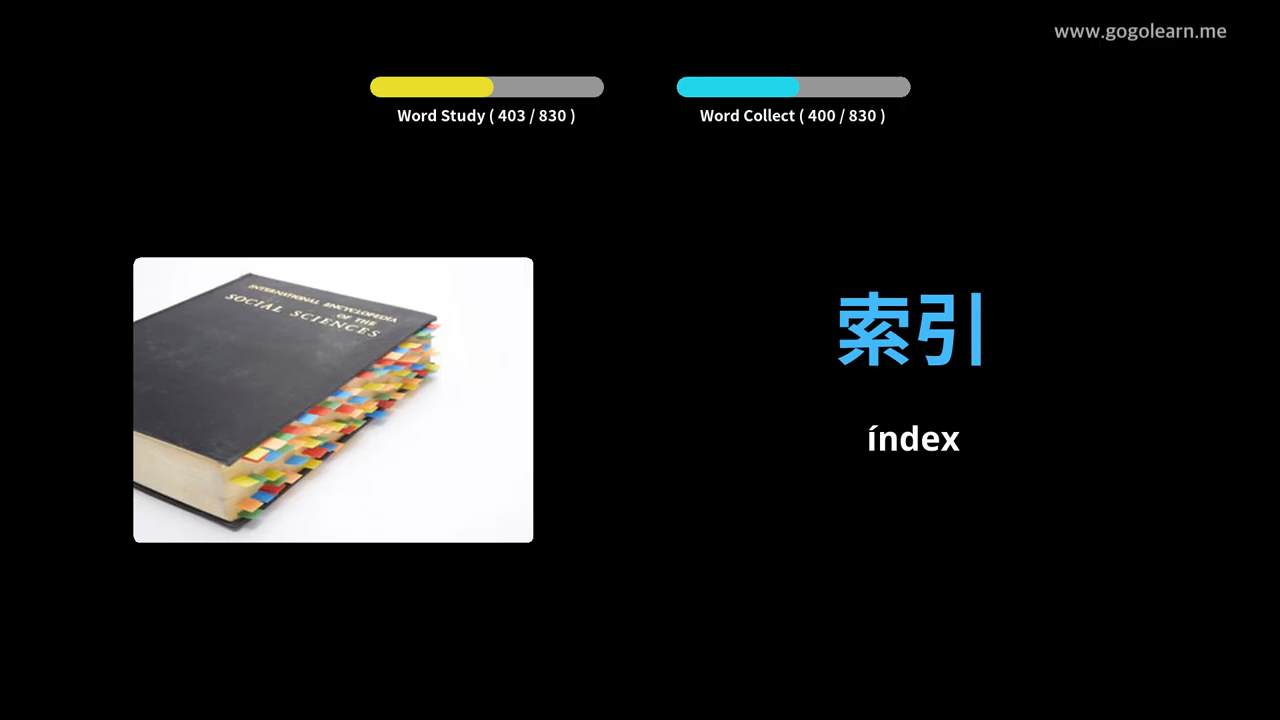 www.gogolearn.me
Word Study ( 403 / 830 )
Word Collect ( 400 / 830 )
INTERNATIONAL ENCYCLOPEDIA
OF THE
SOCIAL SCIENCES
索引
índex